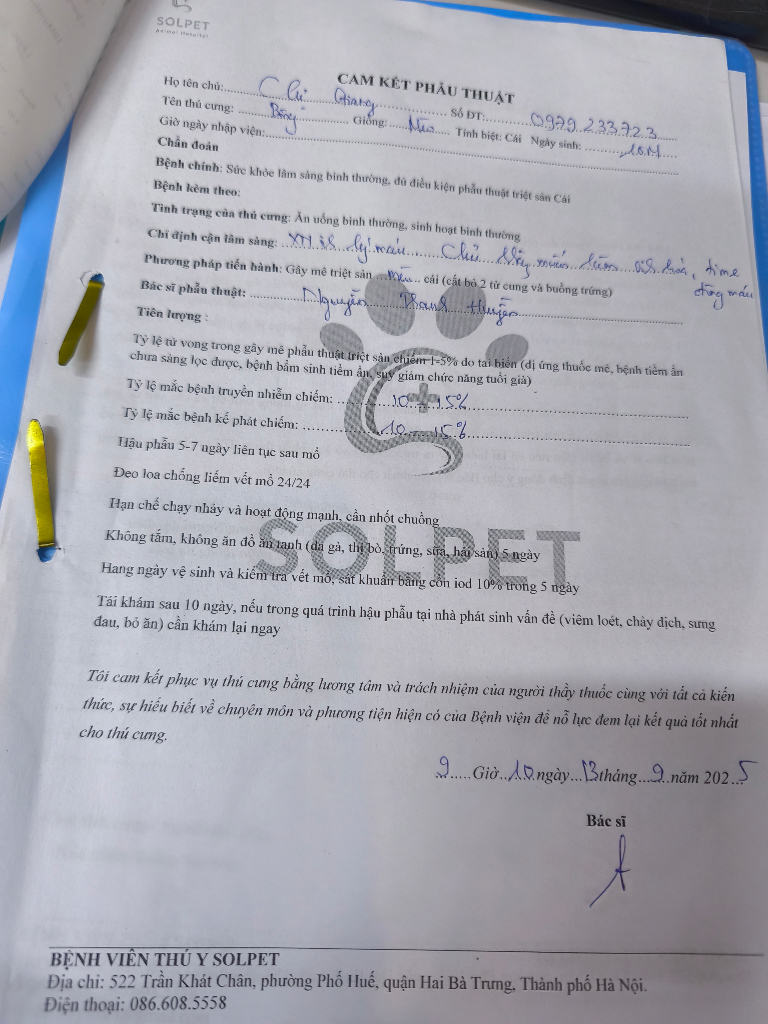 SOLPET
Animal Hospital
CAM KẾT PHẪU THUẬT
Họ tên chủ: Chị Giang Số ĐT: 0979.233.723
Tên thú cưng: Giống: Mèo Tính biệt: Cái Ngày sinh: 10M
Giờ ngày nhập viện:
Chẩn đoán
Bệnh chính: Sức khỏe lâm sàng bình thường, đủ điều kiện phẫu thuật triệt sản Cái
Bệnh kèm theo:
Tình trạng của thú cưng: Ăn uống bình thường, sinh hoạt bình thường
Chỉ định cận lâm sàng: XN lý máu Chủ không muốn làm sinh hoá, time
đông máu
Phương pháp tiến hành: Gây mê triệt sản mèo cái (cắt bỏ 2 tử cung và buồng trứng)
Bác sĩ phẫu thuật: Nguyễn Thanh Huyền
Tiên lượng :
Tỷ lệ tử vong trong gây mê phẫu thuật triệt sản chiếm 1-5% do tai biến (dị ứng thuốc mê, bệnh tiềm ẩn
chưa sàng lọc được, bệnh bẩm sinh tiềm ẩn, suy giảm chức năng tuổi già)
Tỷ lệ mắc bệnh truyền nhiễm chiếm: 10 - 15%
Tỷ lệ mắc bệnh kế phát chiếm: 10 - 15%
Hậu phẫu 5-7 ngày liên tục sau mổ
Đeo loa chống liếm vết mổ 24/24
Hạn chế chạy nhảy và hoạt động mạnh, cần nhốt chuồng
Không tắm, không ăn đồ ăn tanh (da gà, thịt bò, trứng, sữa, hải sản) 5 ngày
Hang ngày vệ sinh và kiểm tra vết mổ, sát khuẩn bằng cồn iod 10% trong 5 ngày
SOLPET
Tái khám sau 10 ngày, nếu trong quá trình hậu phẫu tại nhà phát sinh vấn đề (viêm loét, chảy dịch, sưng
đau, bỏ ăn) cần khám lại ngay
Tôi cam kết phục vụ thú cưng bằng lương tâm và trách nhiệm của người thầy thuốc cùng với tất cả kiến
thức, sự hiểu biết về chuyên môn và phương tiện hiện có của Bệnh viện để nỗ lực đem lại kết quả tốt nhất
cho thú cưng.
9 Giờ 10 ngày 13 tháng 9 năm 2025
Bác sĩ
BỆNH VIÊN THÚ Y SOLPET
Địa chỉ: 522 Trần Khát Chân, phường Phố Huế, quận Hai Bà Trưng, Thành phố Hà Nội.
Điện thoại: 086.608.5558